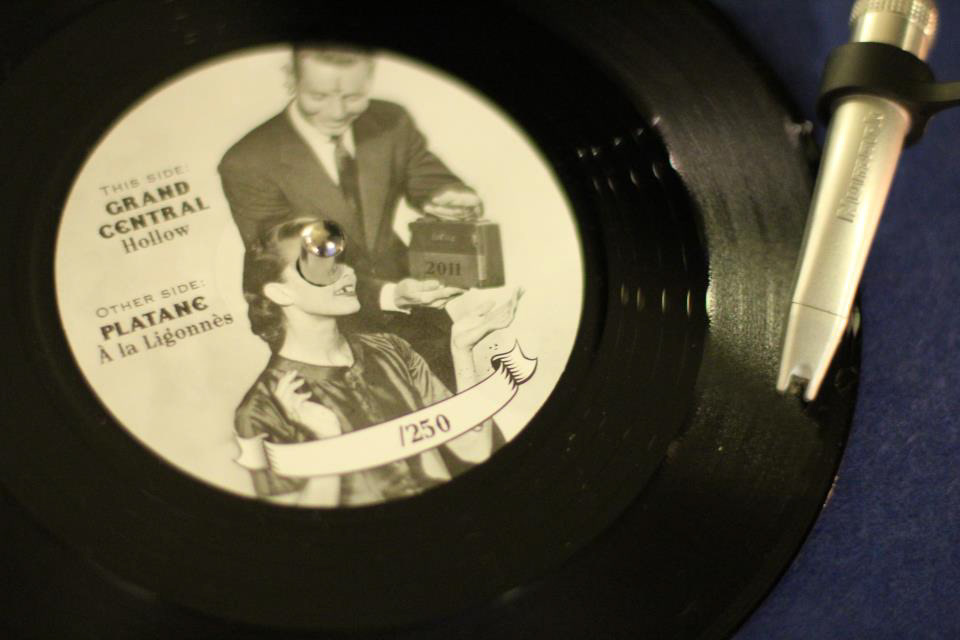 THIS SIDE:
GRAND
CENTRAL
Hollow
OTHER SIDE:
PLATANE
À la Ligonnès
2011
/250